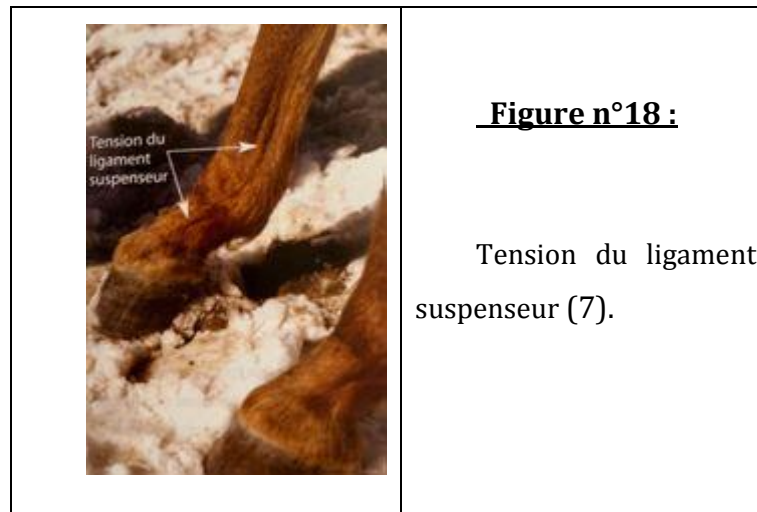 Tension du
ligament
suspenseur
Figure n°18 :
Tension du ligament
suspenseur (7).